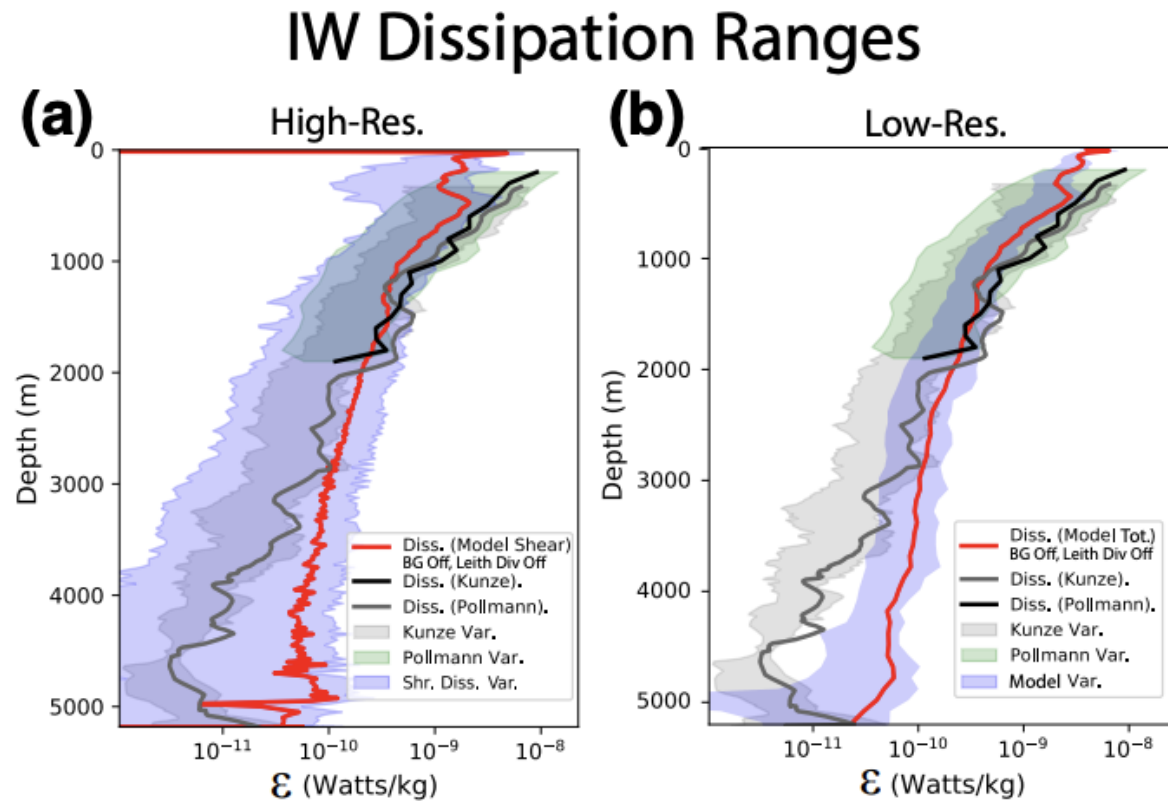 IW Dissipation Ranges
(a)
High-Res.
0
1000
2000
3000
4000
5000
Depth (m)
Diss. (Model Shear)
BG Off, Leith Div Off
Diss. (Kunze).
Diss. (Pollmann).
Kunze Var.
Pollmann Var.
Shr. Diss. Var.
10⁻¹¹ 10⁻¹⁰ 10⁻⁹ 10⁻⁸
ε (Watts/kg)
(b)
Low-Res.
0
1000
2000
3000
4000
5000
Depth (m)
Diss. (Model Tot.)
BG Off, Leith Div Off
Diss. (Kunze).
Diss. (Pollmann).
Kunze Var.
Pollmann Var.
Model Var.
10⁻¹¹ 10⁻¹⁰ 10⁻⁹ 10⁻⁸
ε (Watts/kg)